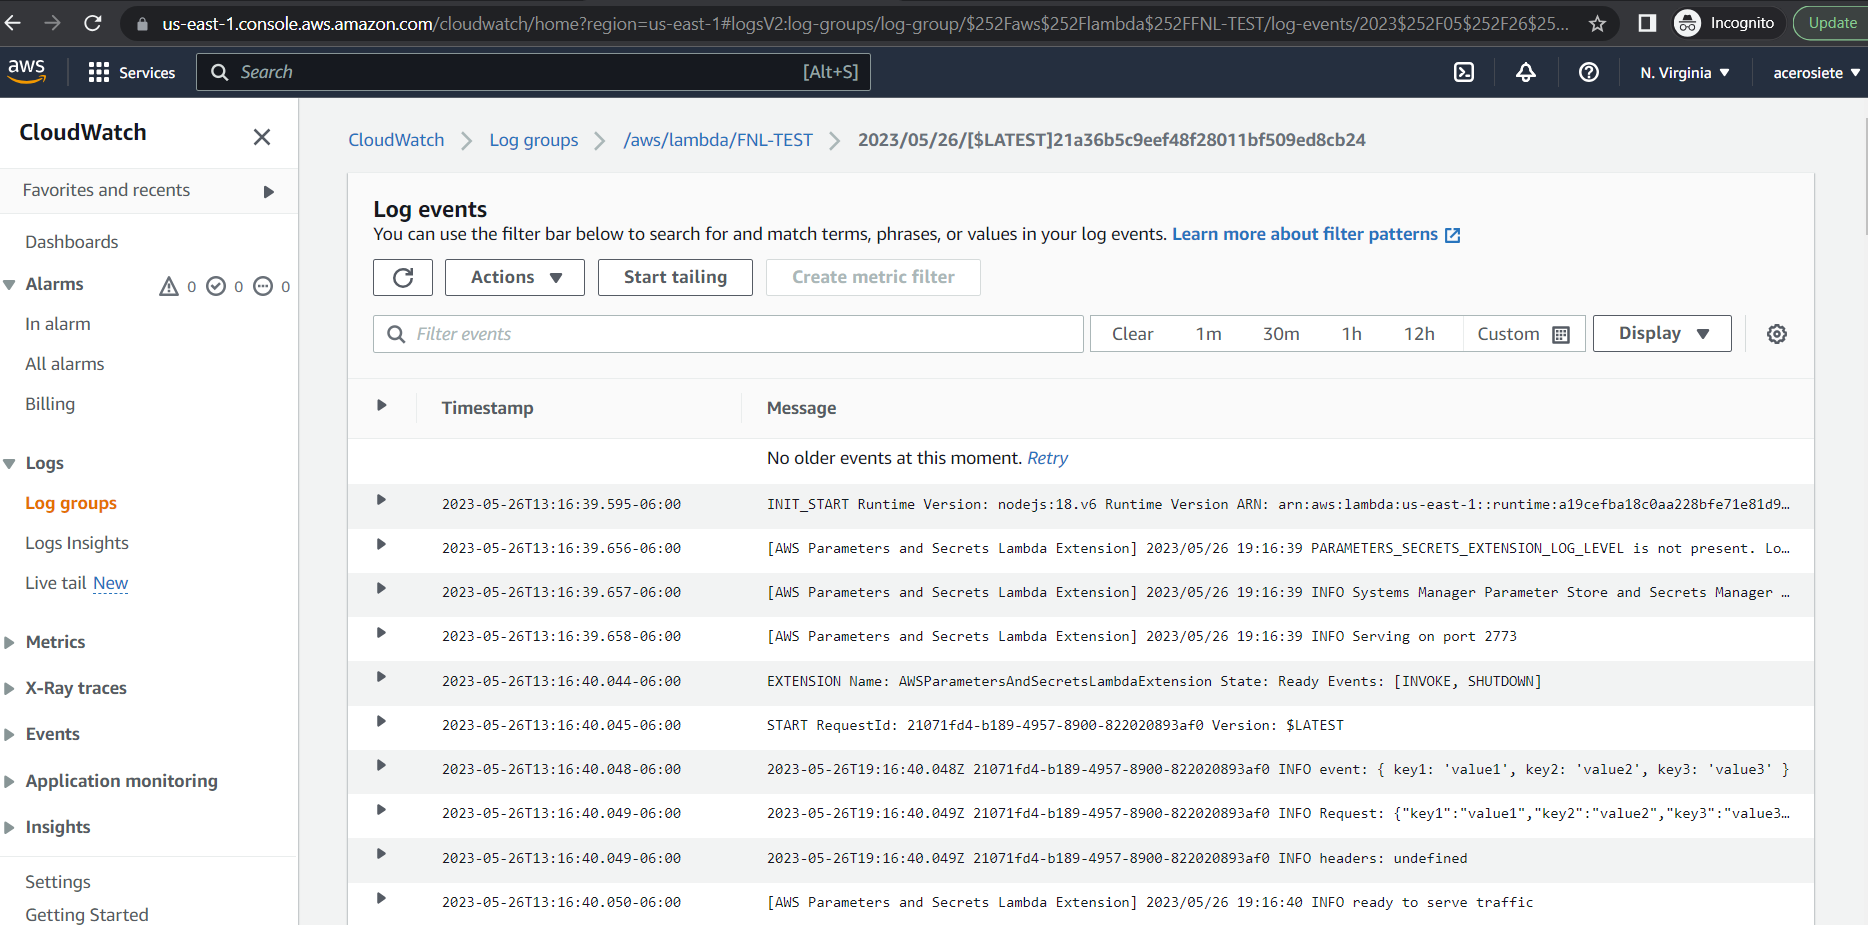 us-east-1.console.aws.amazon.com/cloudwatch/home?region=us-east-1#logsV2:log-groups/log-group/$252Faws$252Flambda$252FFNL-TEST/log-events/2023$252F05$252F26$25... Incognito Update
aws Services Search [Alt+S] N. Virginia acerosiete
CloudWatch
Favorites and recents
Dashboards
Alarms 0 0 0
In alarm
All alarms
Billing
Logs
Log groups
Logs Insights
Live tail New
Metrics
X-Ray traces
Events
Application monitoring
Insights
Settings
Getting Started
CloudWatch Log groups /aws/lambda/FNL-TEST 2023/05/26/[$LATEST]21a36b5c9eef48f28011bf509ed8cb24
Log events
You can use the filter bar below to search for and match terms, phrases, or values in your log events. Learn more about filter patterns
Actions Start tailing Create metric filter
Filter events Clear 1m 30m 1h 12h Custom Display
Timestamp Message
No older events at this moment. Retry
2023-05-26T13:16:39.595-06:00 INIT_START Runtime Version: nodejs:18.v6 Runtime Version ARN: arn:aws:lambda:us-east-1::runtime:a19cefba18c0aa228bfe71e81d9…
2023-05-26T13:16:39.656-06:00 [AWS Parameters and Secrets Lambda Extension] 2023/05/26 19:16:39 PARAMETERS_SECRETS_EXTENSION_LOG_LEVEL is not present. Lo…
2023-05-26T13:16:39.657-06:00 [AWS Parameters and Secrets Lambda Extension] 2023/05/26 19:16:39 INFO Systems Manager Parameter Store and Secrets Manager …
2023-05-26T13:16:39.658-06:00 [AWS Parameters and Secrets Lambda Extension] 2023/05/26 19:16:39 INFO Serving on port 2773
2023-05-26T13:16:40.044-06:00 EXTENSION Name: AWSParametersAndSecretsLambdaExtension State: Ready Events: [INVOKE, SHUTDOWN]
2023-05-26T13:16:40.045-06:00 START RequestId: 21071fd4-b189-4957-8900-822020893af0 Version: $LATEST
2023-05-26T13:16:40.048-06:00 2023-05-26T19:16:40.048Z 21071fd4-b189-4957-8900-822020893af0 INFO event: { key1: 'value1', key2: 'value2', key3: 'value3' }
2023-05-26T13:16:40.049-06:00 2023-05-26T19:16:40.049Z 21071fd4-b189-4957-8900-822020893af0 INFO Request: {"key1":"value1","key2":"value2","key3":"value3…
2023-05-26T13:16:40.049-06:00 2023-05-26T19:16:40.049Z 21071fd4-b189-4957-8900-822020893af0 INFO headers: undefined
2023-05-26T13:16:40.050-06:00 [AWS Parameters and Secrets Lambda Extension] 2023/05/26 19:16:40 INFO ready to serve traffic